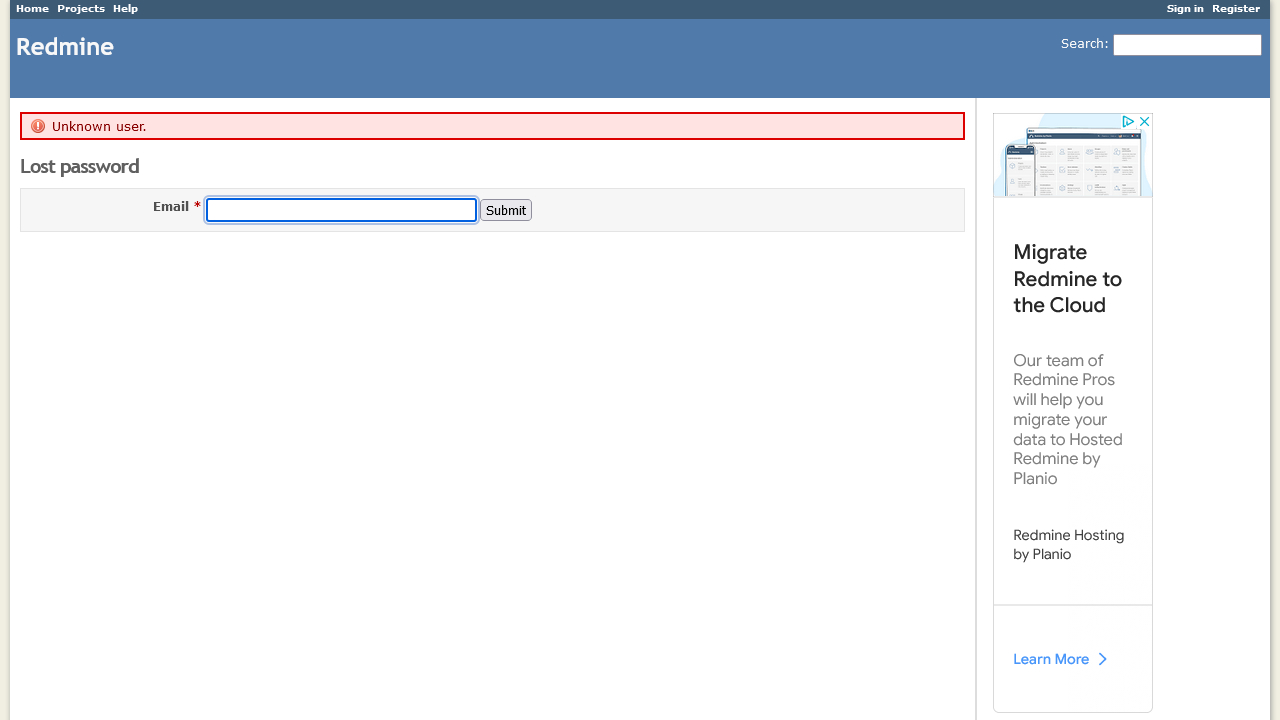 Home Projects Help
Sign in Register
Redmine
Search:
Unknown user.
Lost password
Email *
Submit
Migrate
Redmine to
the Cloud
Our team of
Redmine Pros
will help you
migrate your
data to Hosted
Redmine by
Planio
Redmine Hosting
by Planio
Learn More